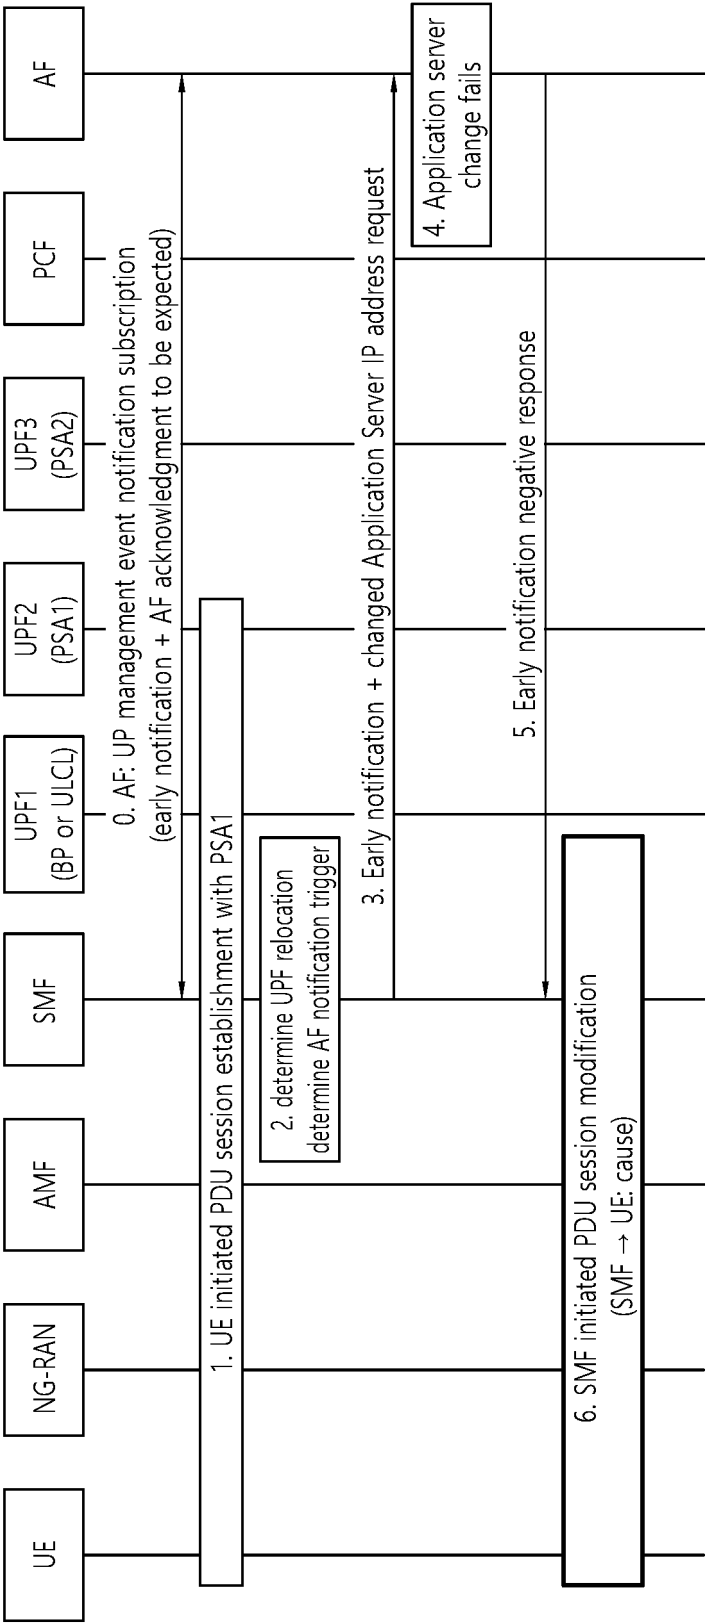 UE
NG-RAN
AMF
SMF
UPF1
(BP or ULCL)
UPF2
(PSA1)
UPF3
(PSA2)
PCF
AF
0. AF: UP management event notification subscription
(early notification + AF acknowledgment to be expected)
1. UE initiated PDU session establishment with PSA1
2. determine UPF relocation
determine AF notification trigger
3. Early notification + changed Application Server IP address request
4. Application server
change fails
5. Early notification negative response
6. SMF initiated PDU session modification
(SMF → UE: cause)